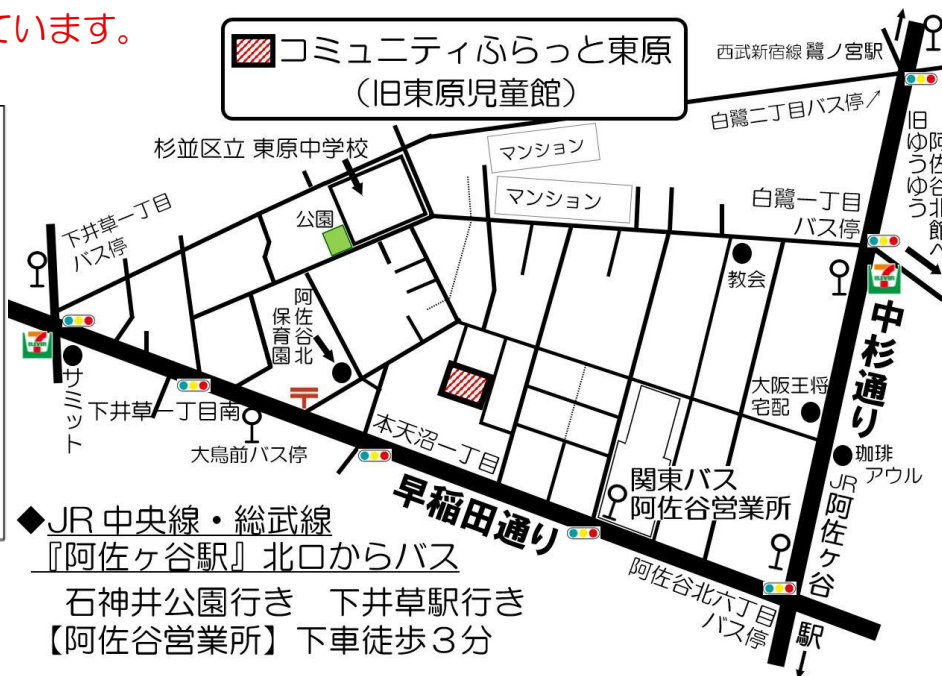 ています。
コミュニティふらっと東原
(旧東原児童館)
西武新宿線 鷺ノ宮駅
白鷺二丁目バス停
旧阿佐谷北館へ
ゆうゆう
杉並区立 東原中学校
マンション
マンション
白鷺一丁目
バス停
下井草一丁目
バス停
公園
教会
阿佐谷北
保育園
中杉通り
サミット
下井草一丁目南
大鳥前バス停
本天沼一丁目
大阪王将
宅配
珈琲
アウル
早稲田通り
関東バス
阿佐谷営業所
JR阿佐ヶ谷駅
阿佐谷北六丁目
バス停
◆JR 中央線・総武線
『阿佐ヶ谷駅』北口からバス
石神井公園行き 下井草駅行き
【阿佐谷営業所】下車徒歩3分